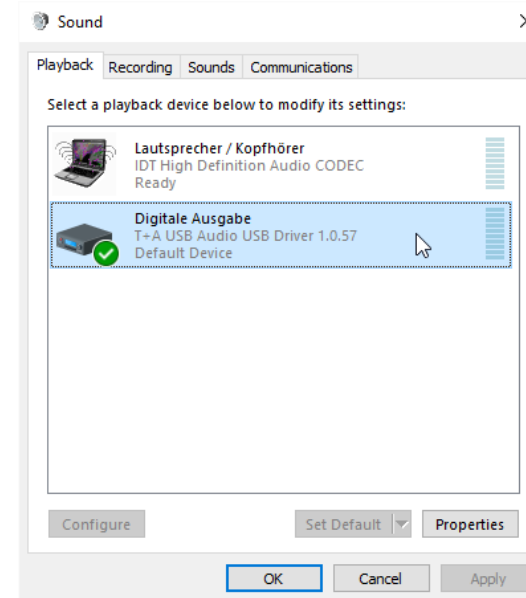 Sound
Playback Recording Sounds Communications
Select a playback device below to modify its settings:
Lautsprecher / Kopfhörer
IDT High Definition Audio CODEC
Ready
Digitale Ausgabe
T+A USB Audio USB Driver 1.0.57
Default Device
Configure Set Default Properties
OK Cancel Apply